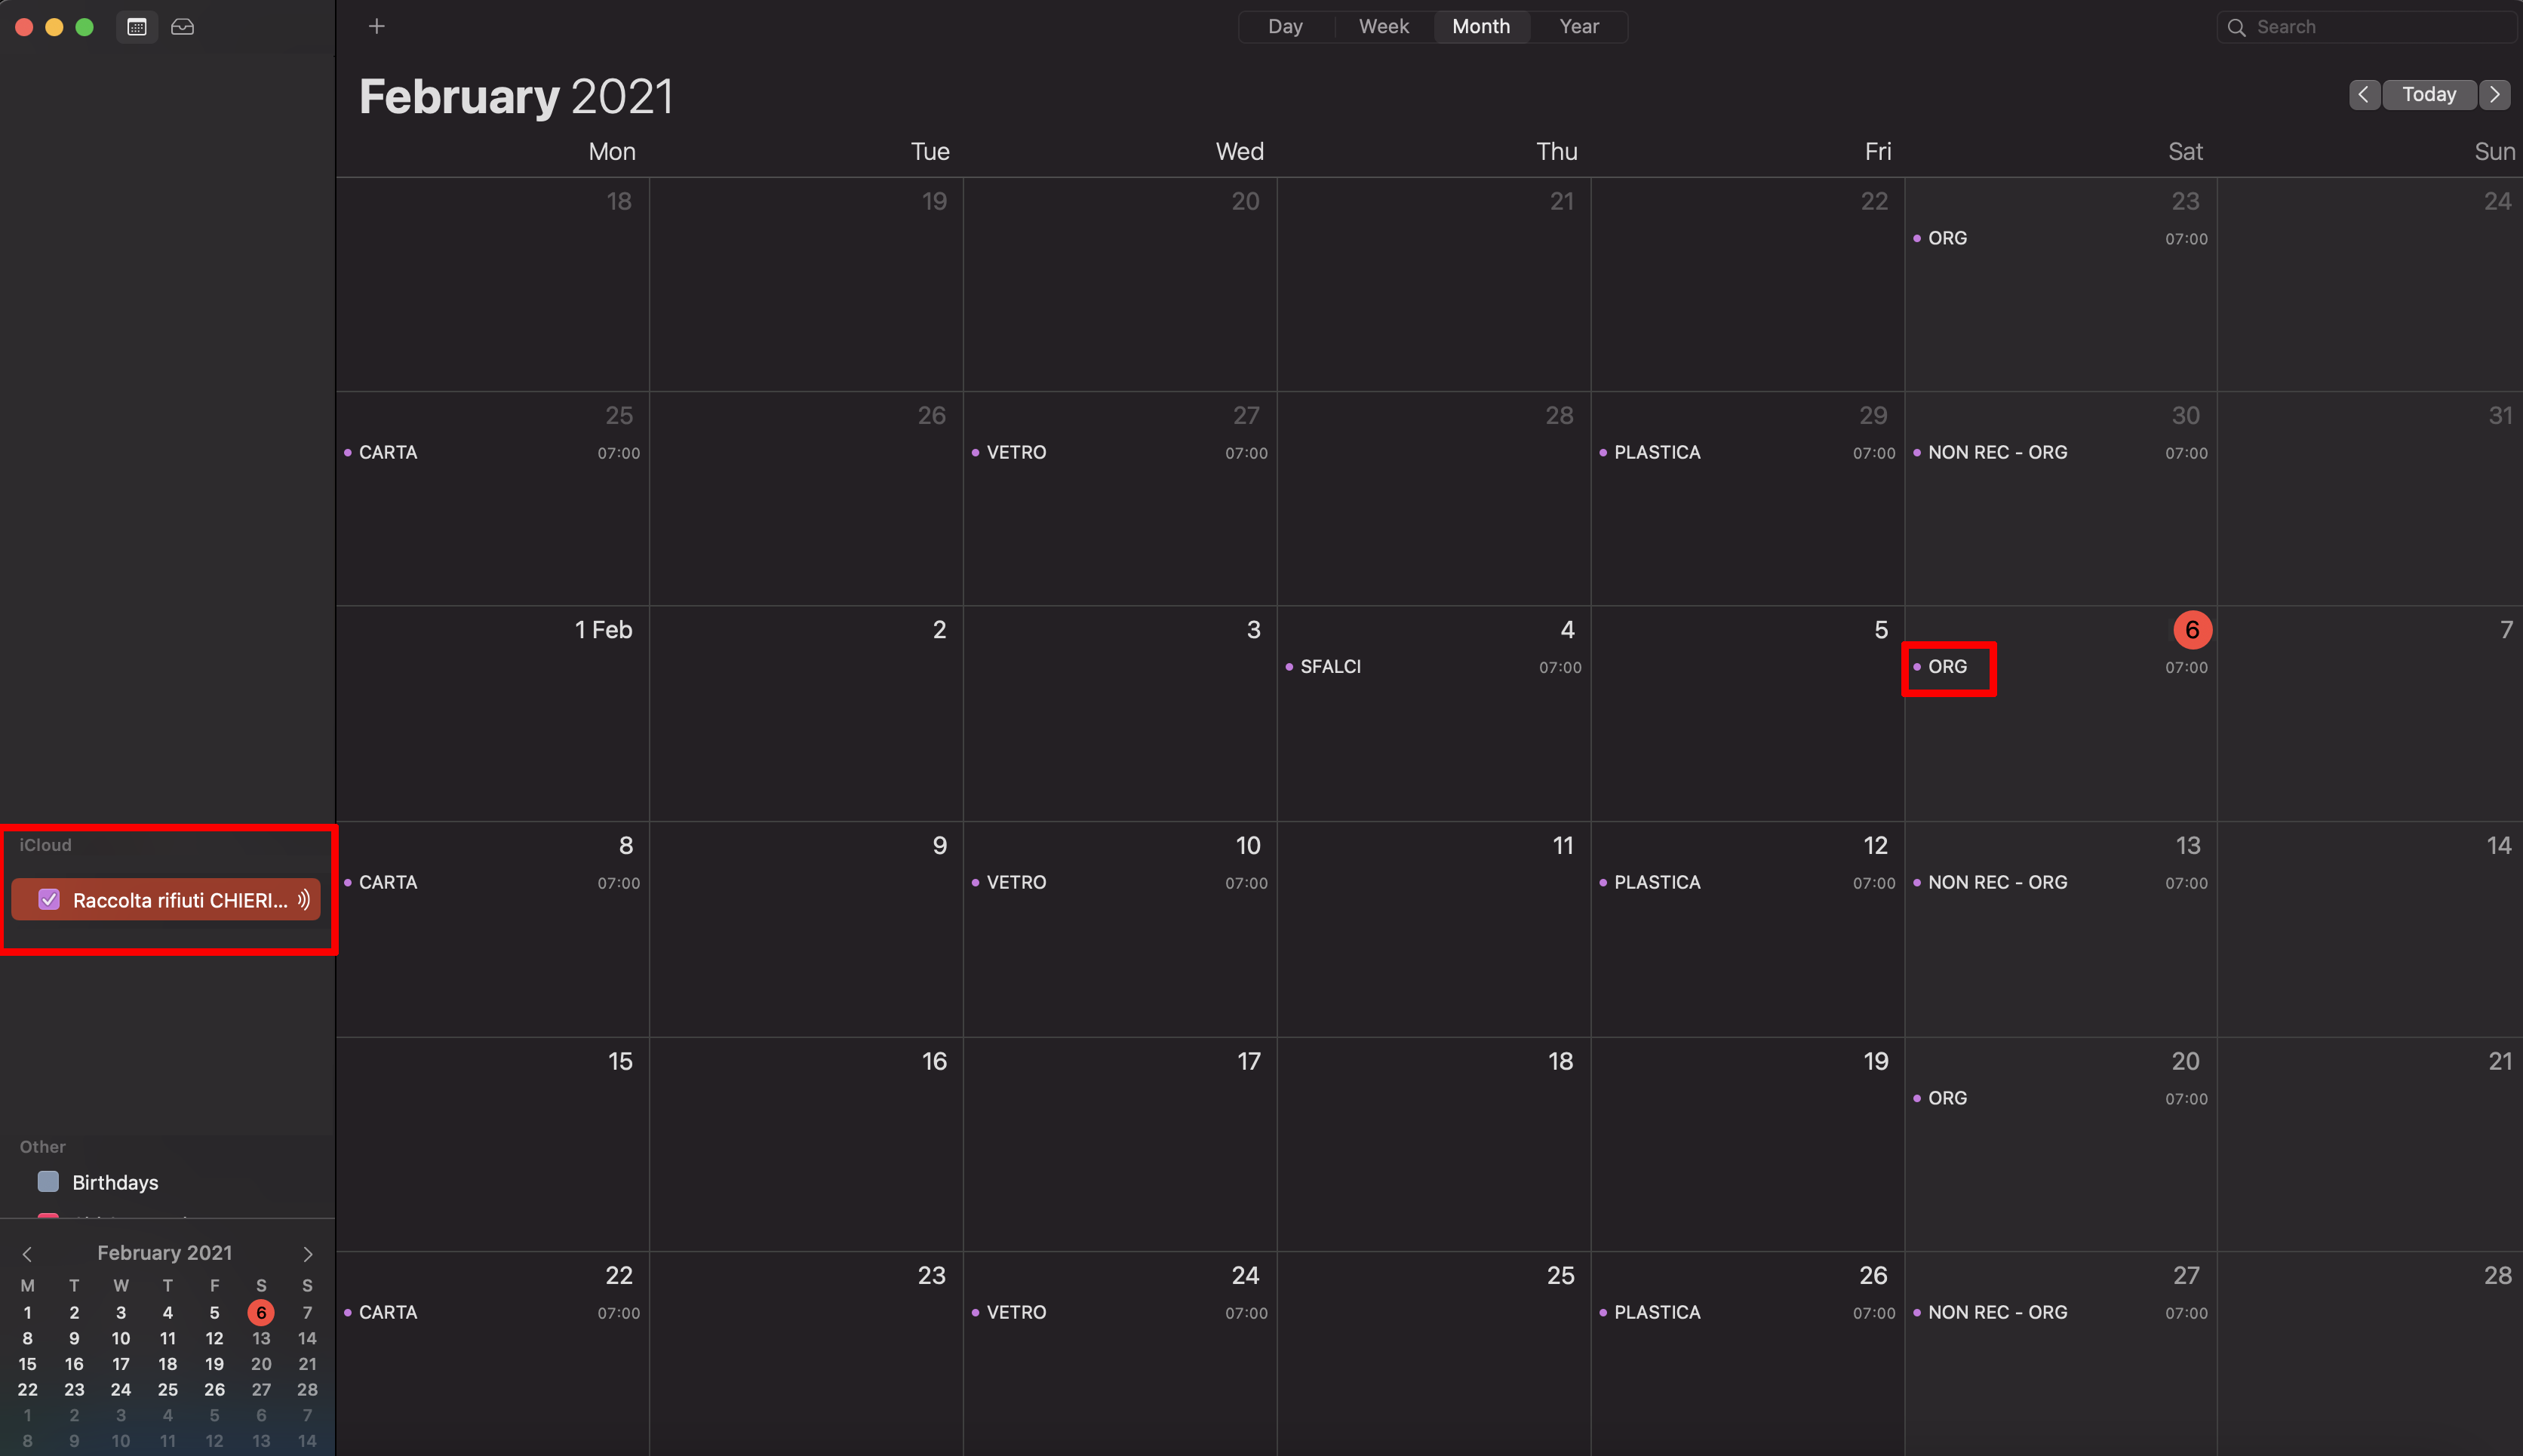 Day Week Month Year
Search
February 2021
Today
Mon Tue Wed Thu Fri Sat Sun
18 19 20 21 22 23 24
ORG 07:00
25 26 27 28 29 30 31
CARTA 07:00 VETRO 07:00 PLASTICA 07:00 NON REC - ORG 07:00
1 Feb 2 3 4 5 6 7
SFALCI 07:00 ORG 07:00
8 9 10 11 12 13 14
CARTA 07:00 VETRO 07:00 PLASTICA 07:00 NON REC - ORG 07:00
15 16 17 18 19 20 21
ORG 07:00
22 23 24 25 26 27 28
CARTA 07:00 VETRO 07:00 PLASTICA 07:00 NON REC - ORG 07:00
iCloud
Raccolta rifiuti CHIERI...
Other
Birthdays
February 2021
M T W T F S S
1 2 3 4 5 6 7
8 9 10 11 12 13 14
15 16 17 18 19 20 21
22 23 24 25 26 27 28
1 2 3 4 5 6 7
8 9 10 11 12 13 14